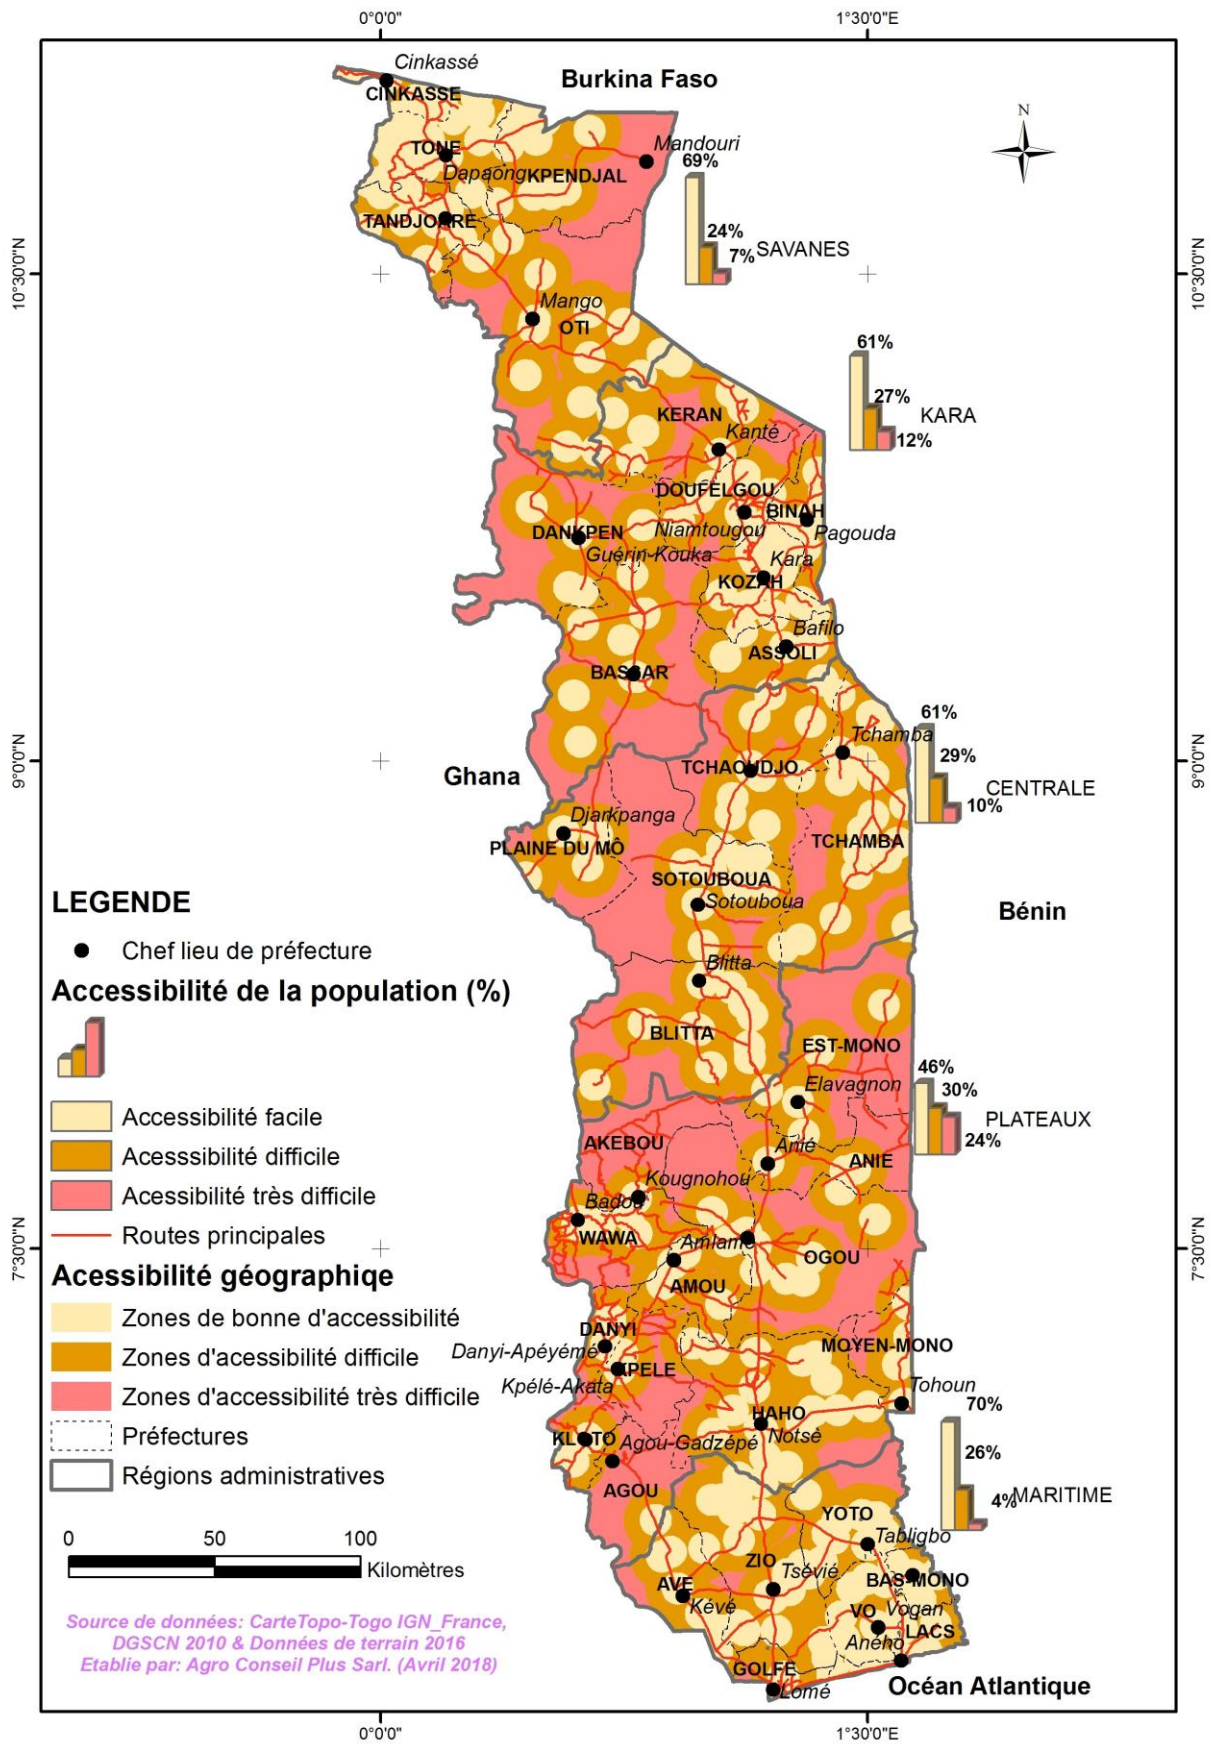 0°0'0"
1°30'0"E
Cinkassé
Burkina Faso
CINKASSE
N
TONE
Mandouri
Dapaong
KPENDJAL
69%
TANDJOARE
24%
SAVANES
7%
10°30'0"N
10°30'0"N
Mango
OTI
61%
27%
KERAN
KARA
Kanté
12%
DOUFELGOU
BINAH
DANKPEN
Niamtougou
Pagouda
Guérin-Kouka
Kara
KOZAH
Bafilo
ASSOLI
BASSAR
61%
Tchamba
29%
9°0'0"N
9°0'0"N
Ghana
TCHAOUDJO
CENTRALE
10%
Djarkpanga
PLAINE DU MÔ
TCHAMBA
SOTOUBOUA
LEGENDE
Sotouboua
Bénin
Chef lieu de préfecture
Blitta
Accessibilité de la population (%)
BLITTA
EST-MONO
46%
Elavagnon
30%
Accessibilité facile
PLATEAUX
AKEBOU
Anié
24%
Acesssibilité difficile
ANIE
Kougnohou
Acessibilité très difficile
Badou
Routes principales
WAWA
Amlamé
7°30'0"N
7°30'0"N
OGOU
Acessibilité géographiqe
AMOU
Zones de bonne d'accessibilité
DANYI
MOYEN-MONO
Zones d'acessibilité difficile
Danyi-Apéyémé
KPELE
Zones d'accessibilité très difficile
Kpélé-Akata
Tohoun
70%
HAHO
Préfectures
KLOTO
Agou-Gadzépé
Notsé
26%
Régions administratives
AGOU
4%
MARITIME
YOTO
0 50 100
Tabligbo
Kilomètres
ZIO
Tsévié
AVE
BAS-MONO
Kévé
VO
Vogan
Source de données: CarteTopo-Togo IGN_France,
DGSCN 2010 & Données de terrain 2016
Etablie par: Agro Conseil Plus Sarl. (Avril 2018)
LACS
Aného
GOLFE
Lomé
Océan Atlantique
0°0'0"
1°30'0"E